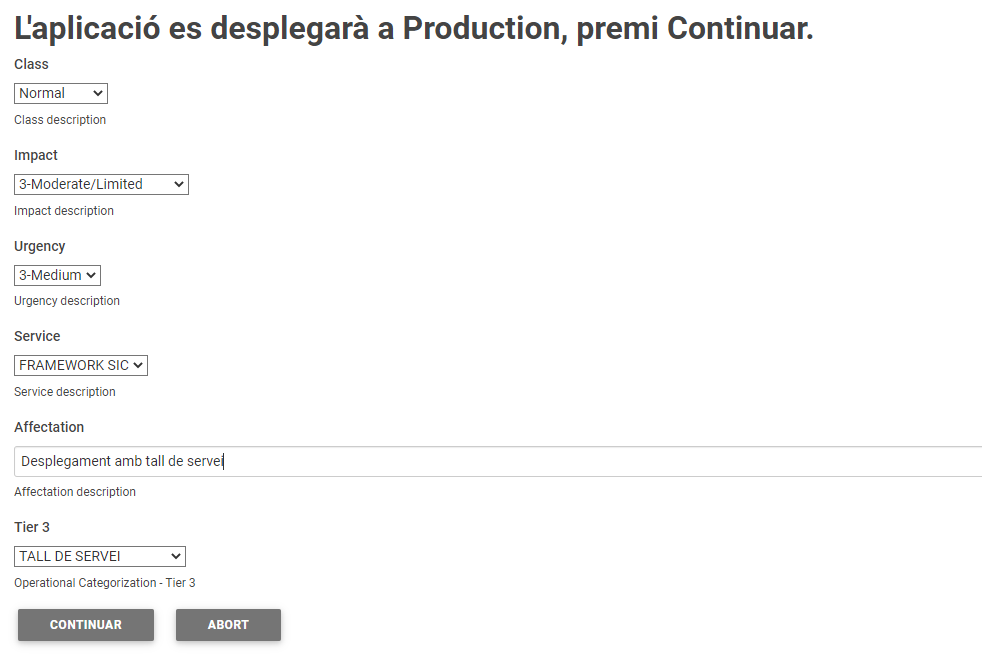 L'aplicació es desplegarà a Production, premi Continuar.
Class
Normal
Class description
Impact
3-Moderate/Limited
Impact description
Urgency
3-Medium
Urgency description
Service
FRAMEWORK SIC
Service description
Affectation
Desplegament amb tall de servei
Affectation description
Tier 3
TALL DE SERVEI
Operational Categorization - Tier 3
CONTINUAR ABORT